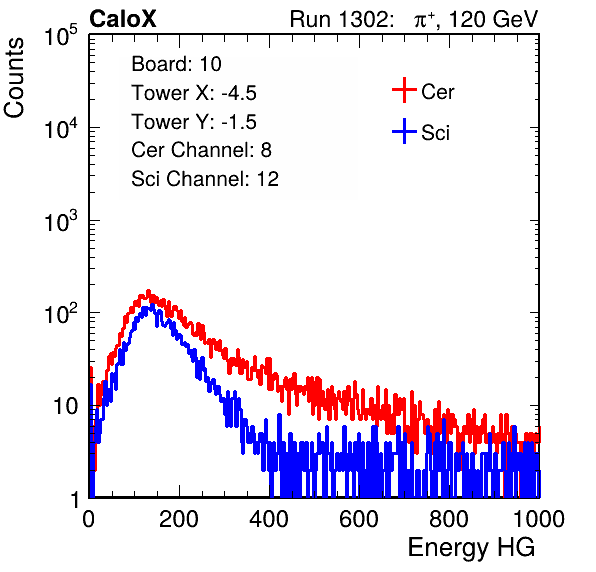 CaloX Run 1302: π⁺, 120 GeV
Counts
10⁵
10⁴
10³
10²
10
1
Board: 10
Tower X: -4.5
Tower Y: -1.5
Cer Channel: 8
Sci Channel: 12
Cer
Sci
0 200 400 600 800 1000
Energy HG